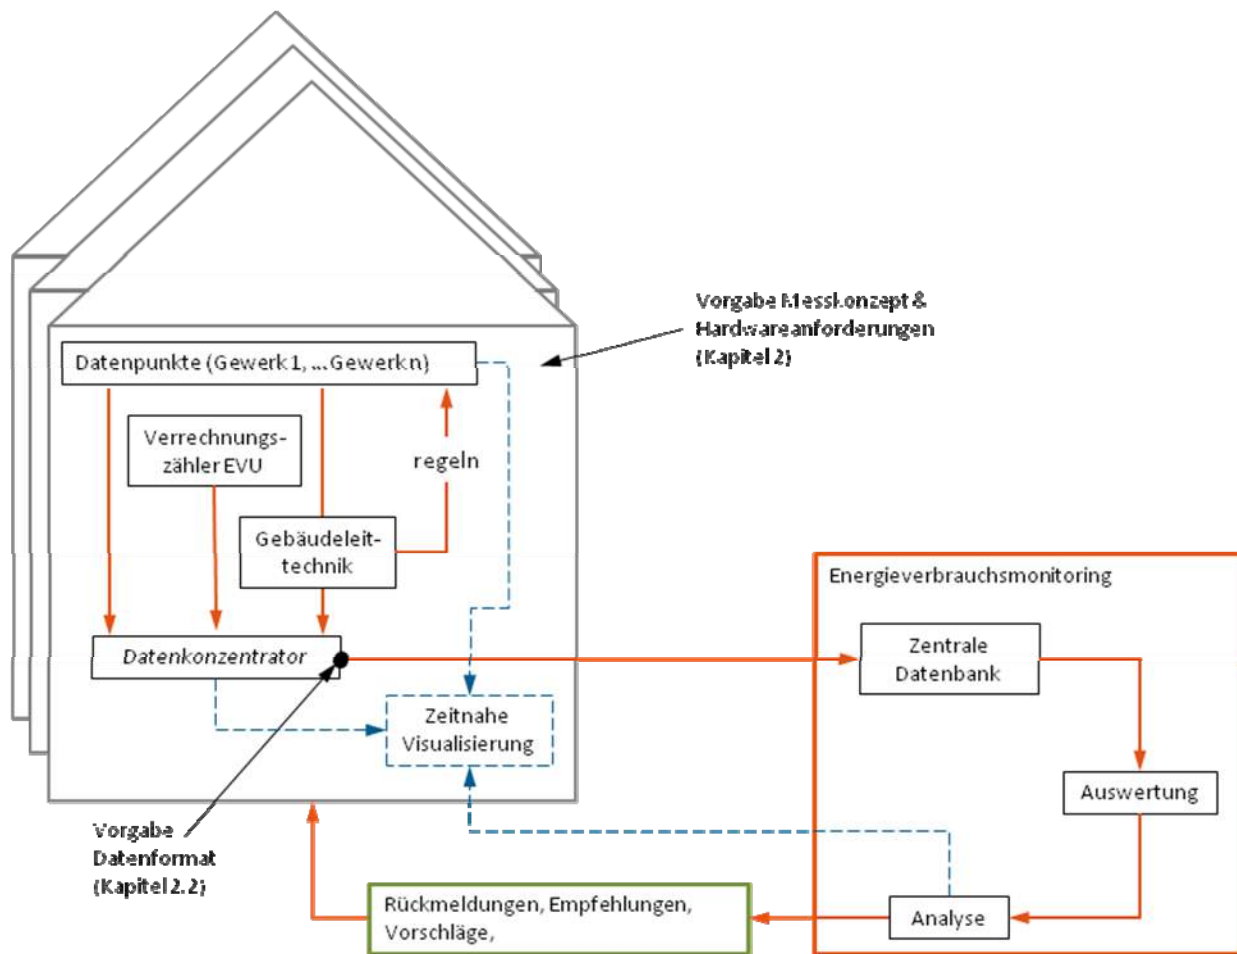 Vorgabe Messkonzept &
Hardwareanforderungen
(Kapitel 2)
Datenpunkte (Gewerk 1, ... Gewerk n)
Verrechnungs-
zähler EVU
regeln
Gebäudeleit-
technik
Energieverbrauchsmonitoring
Datenkonzentrator
Zentrale
Datenbank
Zeitnahe
Visualisierung
Auswertung
Vorgabe
Datenformat
(Kapitel 2.2)
Rückmeldungen, Empfehlungen,
Vorschläge,
Analyse